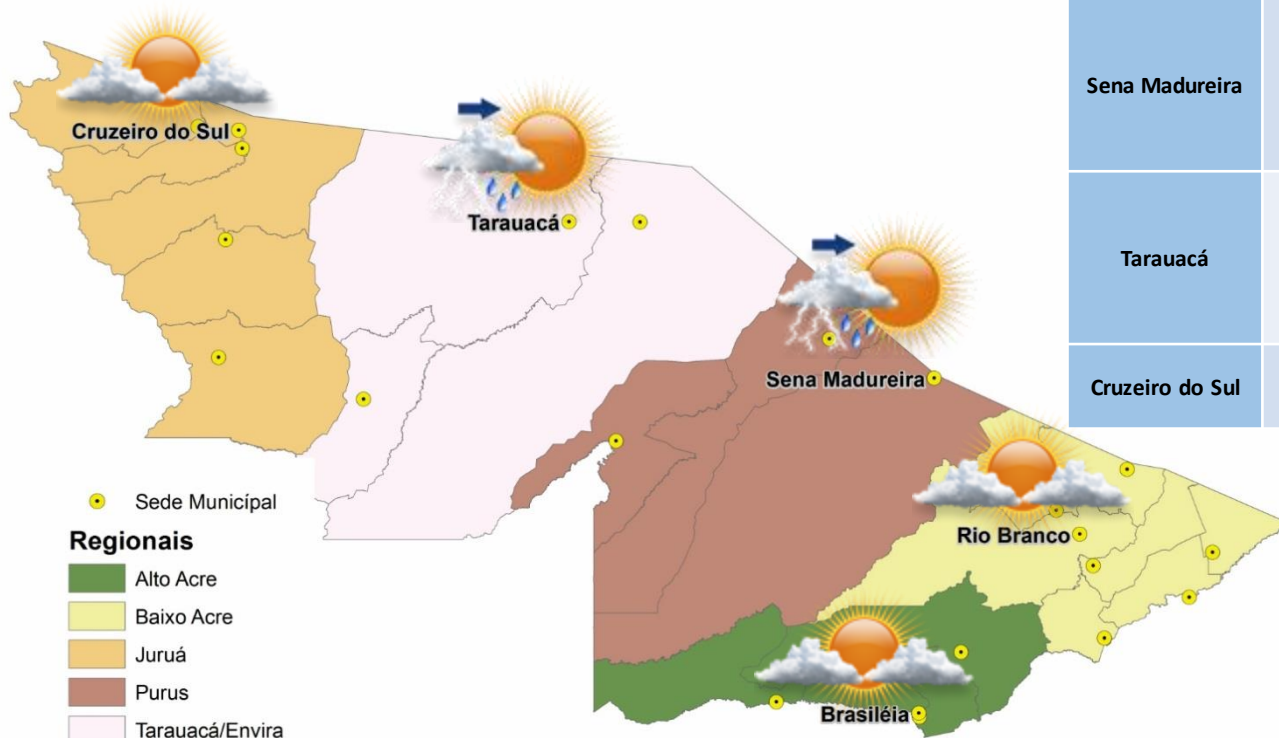 Cruzeiro do Sul
Tarauacá
Sena Madureira
Rio Branco
Brasiléia
Sede Municípal
Regionais
Alto Acre
Baixo Acre
Juruá
Purus
Tarauacá/Envira
Sena Madureira
Tarauacá
Cruzeiro do Sul